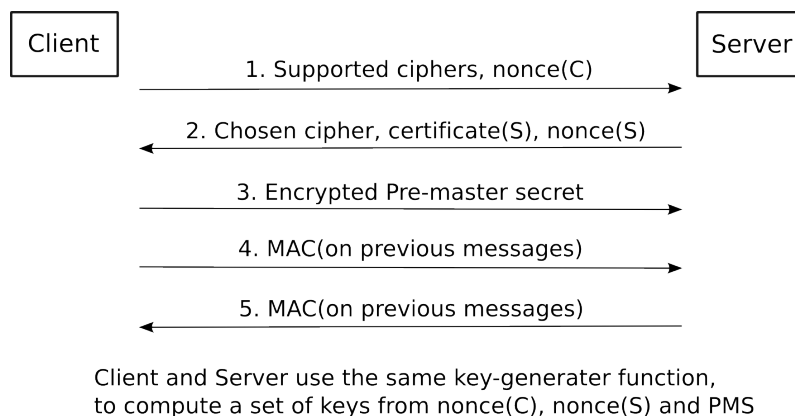 Client
Server
1. Supported ciphers, nonce(C)
2. Chosen cipher, certificate(S), nonce(S)
3. Encrypted Pre-master secret
4. MAC(on previous messages)
5. MAC(on previous messages)
Client and Server use the same key-generater function,
to compute a set of keys from nonce(C), nonce(S) and PMS